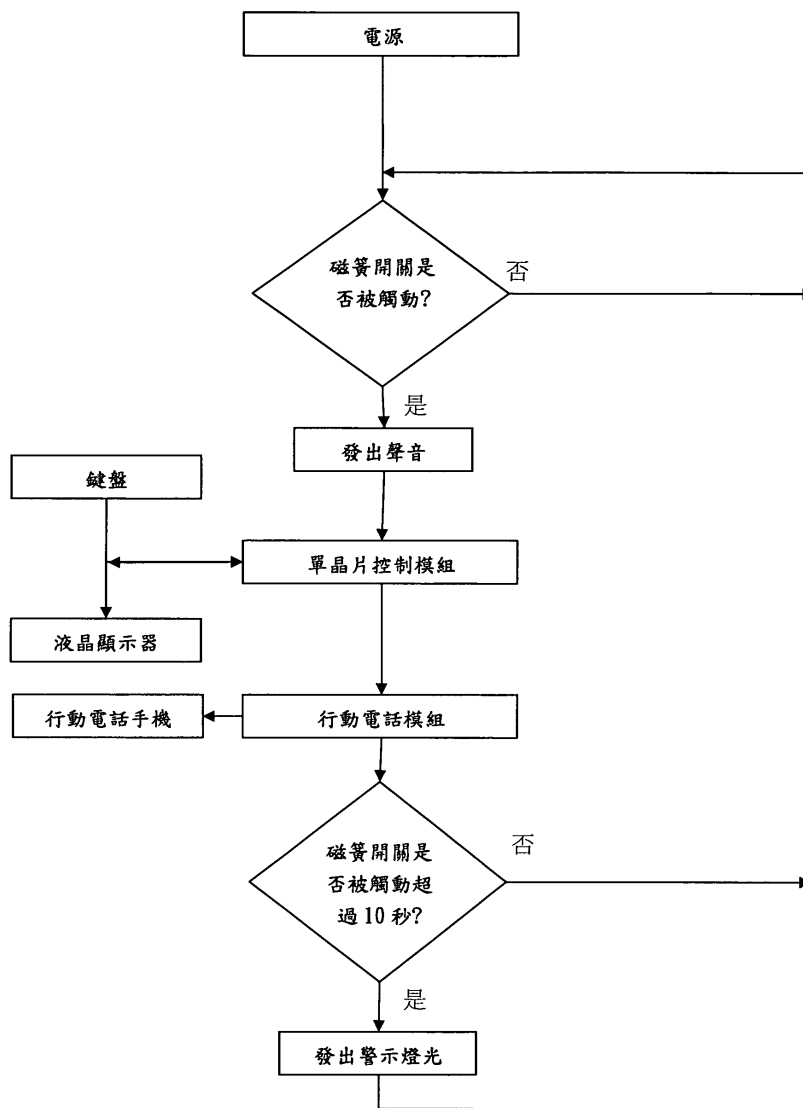 電源
磁簧開關是
否被觸動?
否
是
發出聲音
鍵盤
單晶片控制模組
液晶顯示器
行動電話手機
行動電話模組
磁簧開關是
否被觸動超
過10秒?
否
是
發出警示燈光